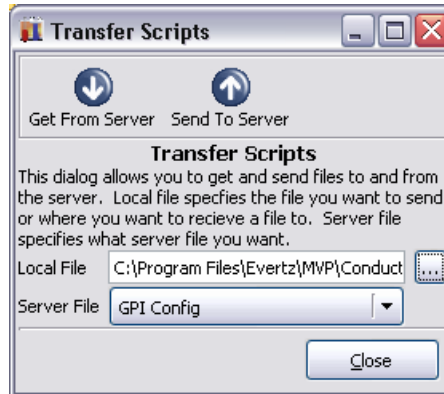 Transfer Scripts
Get From Server Send To Server
Transfer Scripts
This dialog allows you to get and send files to and from
the server. Local file specfies the file you want to send
or where you want to recieve a file to. Server file
specifies what server file you want.
Local File C:\Program Files\Evertz\MVP\Conduct ...
Server File GPI Config
Close